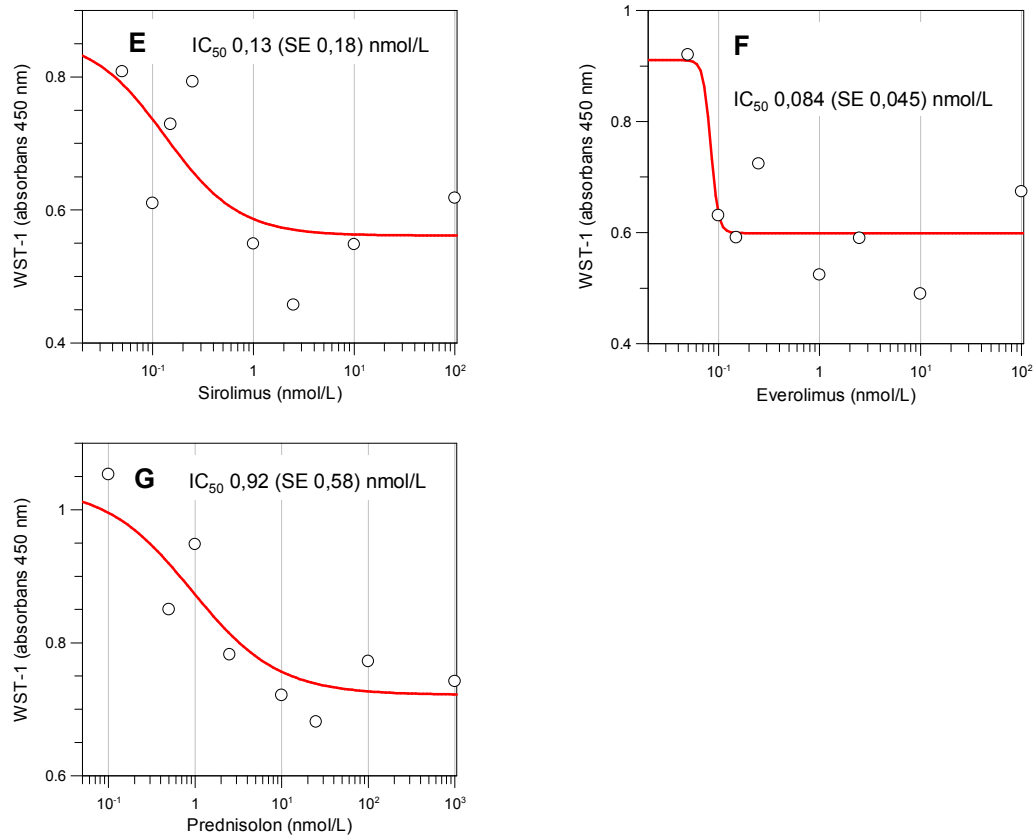 E IC₅₀ 0,13 (SE 0,18) nmol/L
WST-1 (absorbans 450 nm)
0.8
0.6
0.4
10⁻¹ 1 10¹ 10²
Sirolimus (nmol/L)
F
IC₅₀ 0,084 (SE 0,045) nmol/L
WST-1 (absorbans 450 nm)
1
0.8
0.6
0.4
10⁻¹ 1 10¹ 10²
Everolimus (nmol/L)
G IC₅₀ 0,92 (SE 0,58) nmol/L
WST-1 (absorbans 450 nm)
1
0.8
0.6
10⁻¹ 1 10¹ 10² 10³
Prednisolon (nmol/L)